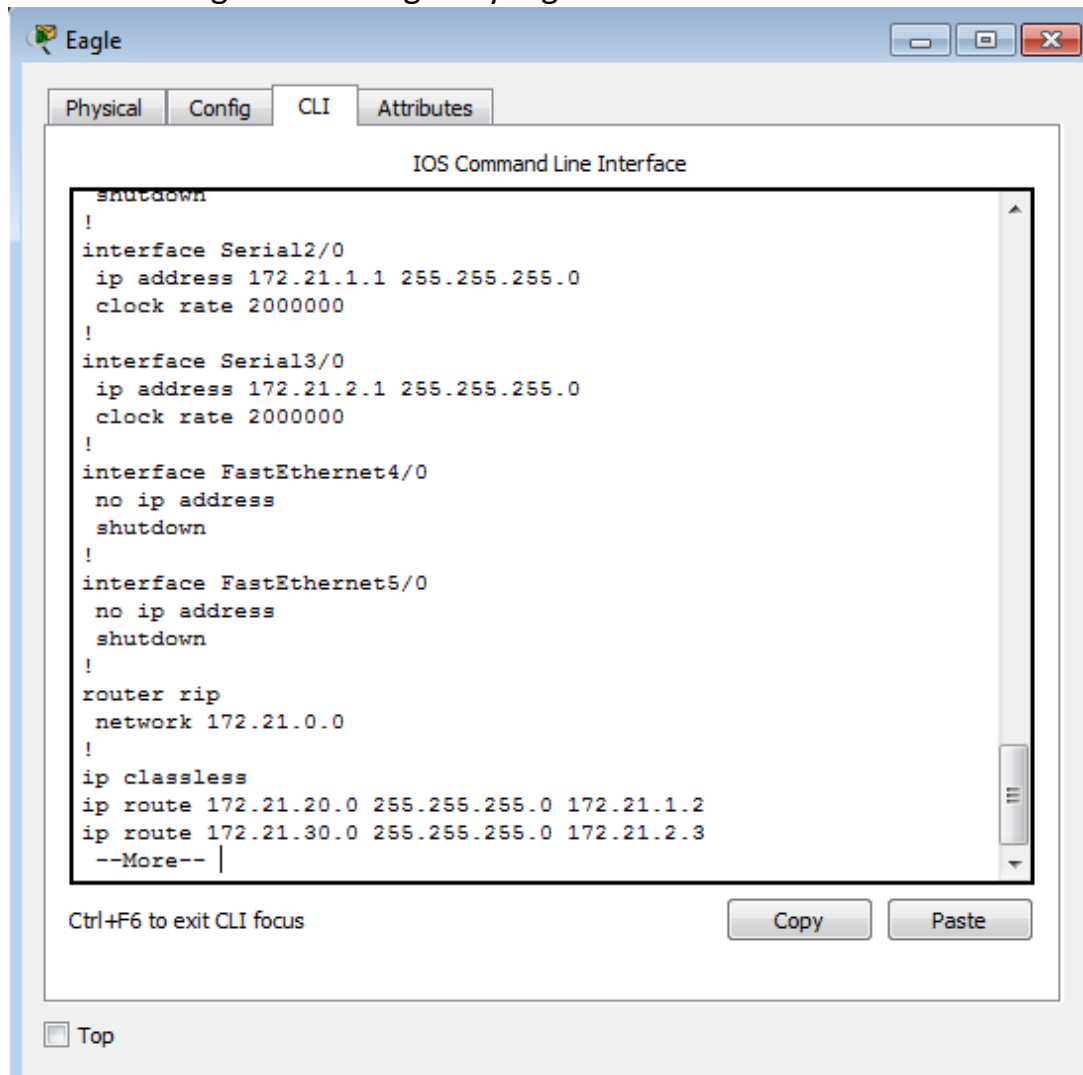 Eagle
Physical Config CLI Attributes
IOS Command Line Interface
shutdown
!
interface Serial2/0
 ip address 172.21.1.1 255.255.255.0
 clock rate 2000000
!
interface Serial3/0
 ip address 172.21.2.1 255.255.255.0
 clock rate 2000000
!
interface FastEthernet4/0
 no ip address
 shutdown
!
interface FastEthernet5/0
 no ip address
 shutdown
!
router rip
 network 172.21.0.0
!
ip classless
ip route 172.21.20.0 255.255.255.0 172.21.1.2
ip route 172.21.30.0 255.255.255.0 172.21.2.3
 --More--
Ctrl+F6 to exit CLI focus
Copy Paste
Top